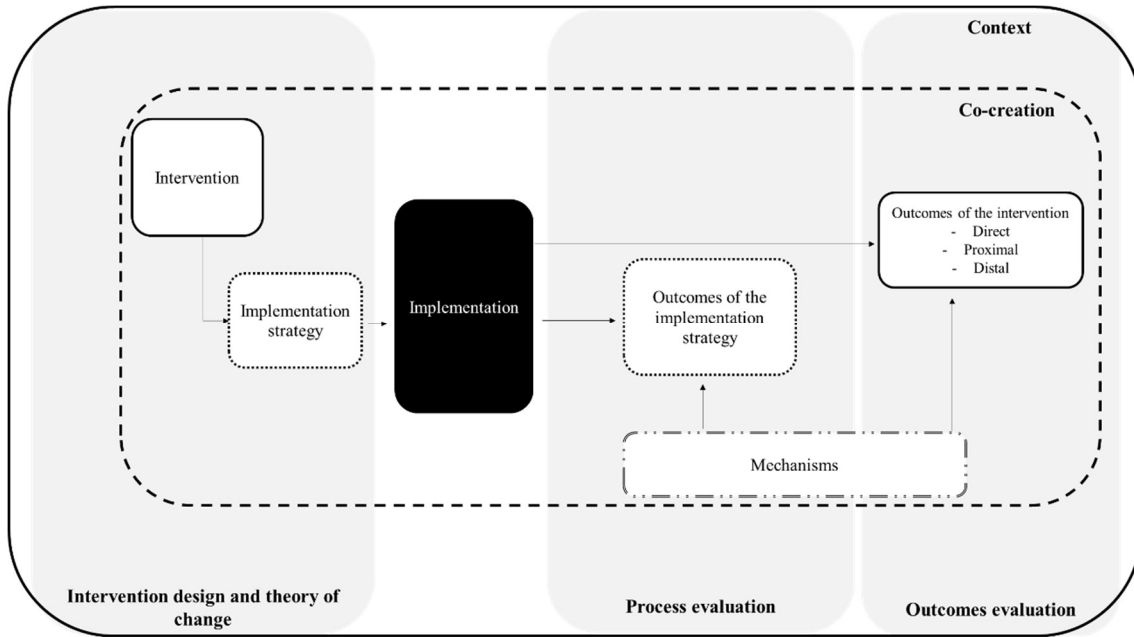 Context
Co-creation
Intervention
Implementation
strategy
Implementation
Outcomes of the
implementation
strategy
Outcomes of the intervention
- Direct
- Proximal
- Distal
Mechanisms
Intervention design and theory of
change
Process evaluation
Outcomes evaluation